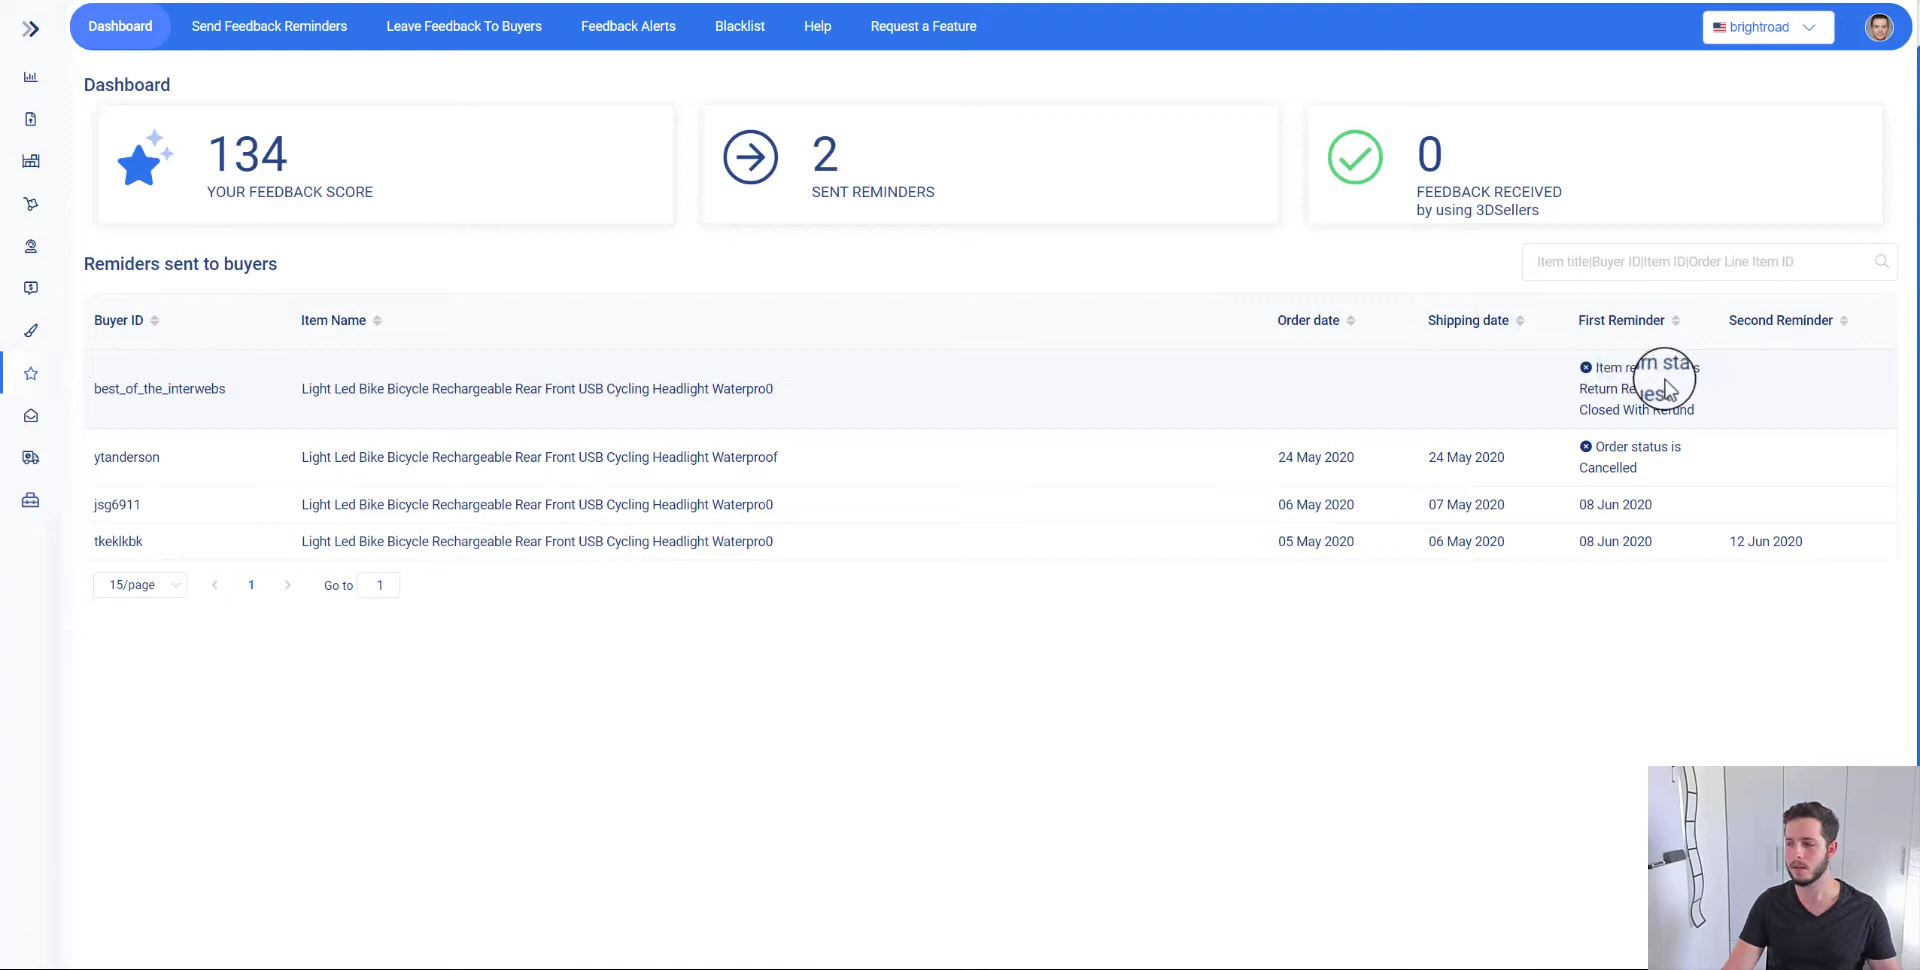 Dashboard Send Feedback Reminders Leave Feedback To Buyers Feedback Alerts Blacklist Help Request a Feature brightroad
Dashboard
134
YOUR FEEDBACK SCORE
2
SENT REMINDERS
0
FEEDBACK RECEIVED
by using 3DSellers
Remiders sent to buyers
Item title|Buyer ID|Item ID|Order Line Item ID
Buyer ID Item Name Order date Shipping date First Reminder Second Reminder
best_of_the_interwebs Light Led Bike Bicycle Rechargeable Rear Front USB Cycling Headlight Waterpro0
Item
Return
Closed With Refund
ytanderson Light Led Bike Bicycle Rechargeable Rear Front USB Cycling Headlight Waterproof 24 May 2020 24 May 2020
Order status is
Cancelled
jsg6911 Light Led Bike Bicycle Rechargeable Rear Front USB Cycling Headlight Waterpro0 06 May 2020 07 May 2020 08 Jun 2020
tkeklkbk Light Led Bike Bicycle Rechargeable Rear Front USB Cycling Headlight Waterpro0 05 May 2020 06 May 2020 08 Jun 2020 12 Jun 2020
15/page 1 Go to 1